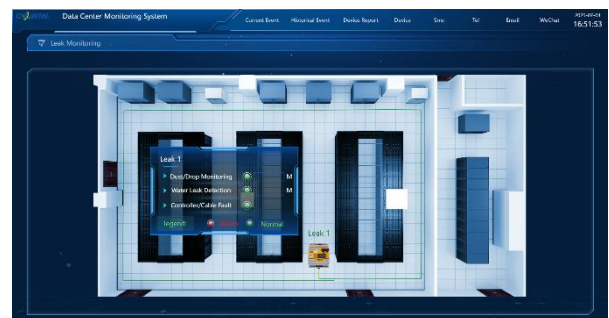 Data Center Monitoring System
Current Event Historical Event Device Report Device Sms Tel Email WeChat
16:51:53
Leak Monitoring
Leak 1
Dust/Drop Monitoring M
Water Leak Detection M
Controller/Cable Fault
legend: Normal
Leak 1